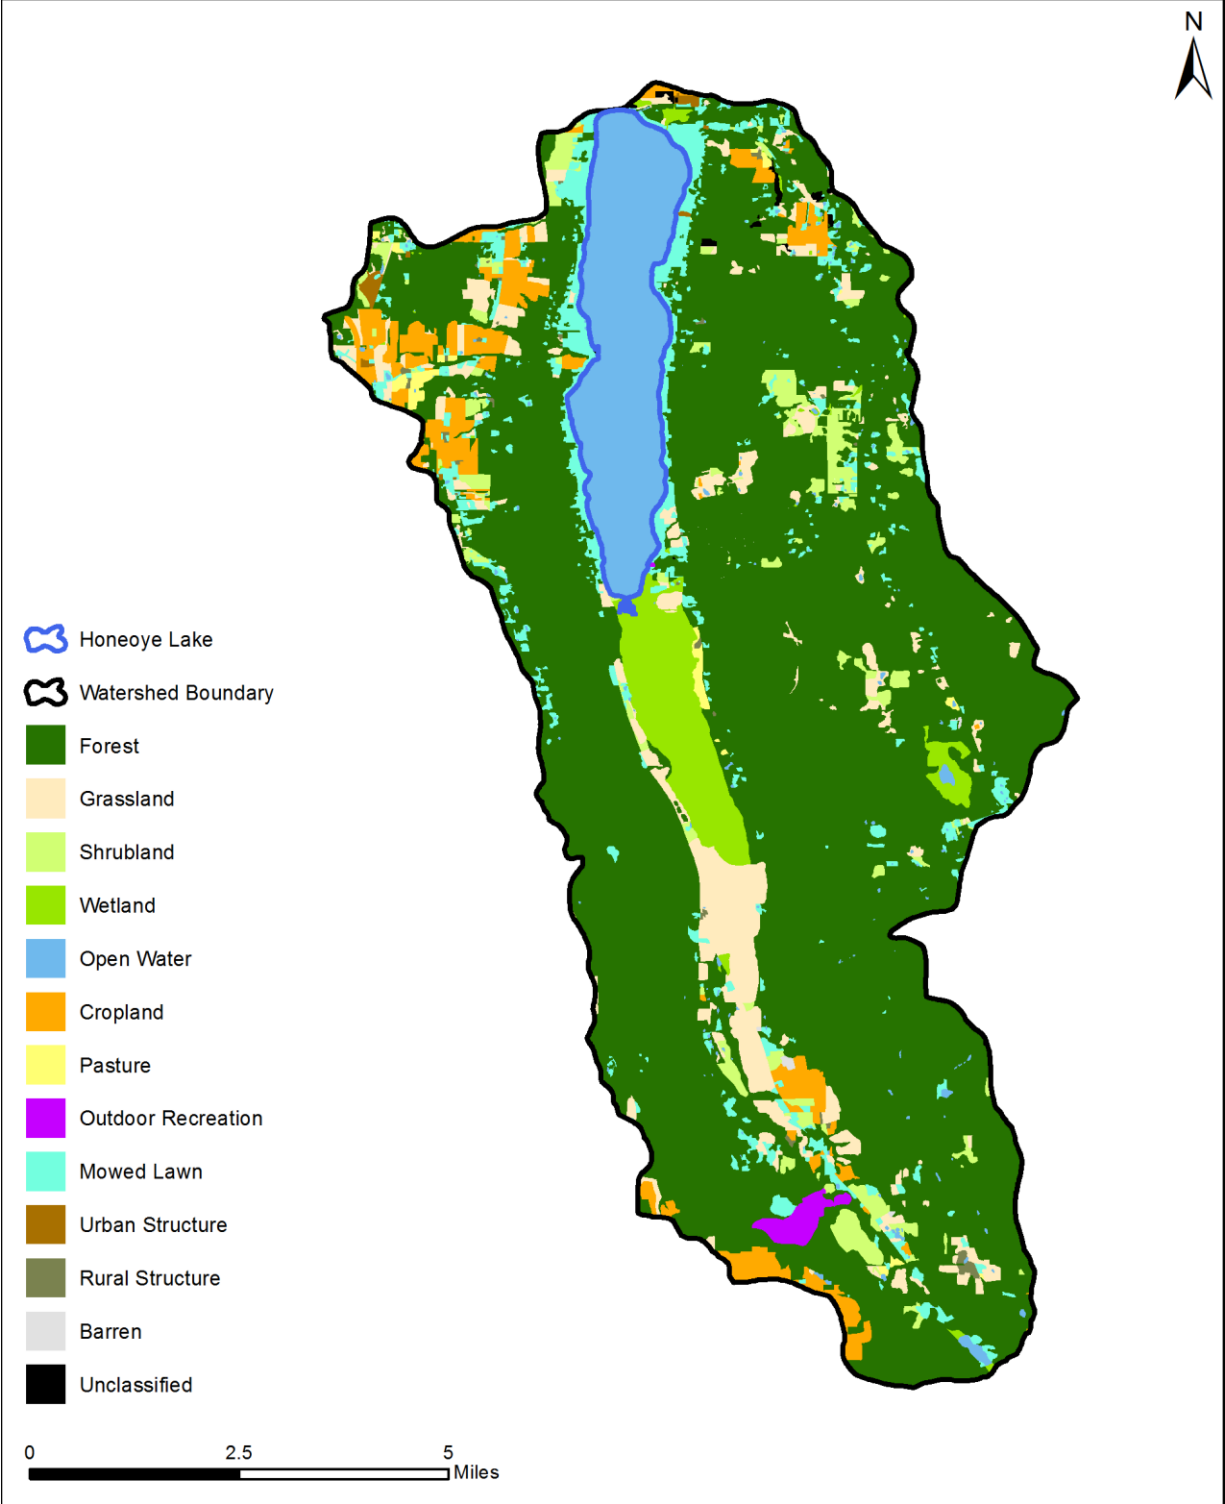 N
Honeoye Lake
Watershed Boundary
Forest
Grassland
Shrubland
Wetland
Open Water
Cropland
Pasture
Outdoor Recreation
Mowed Lawn
Urban Structure
Rural Structure
Barren
Unclassified
0 2.5 5
Miles